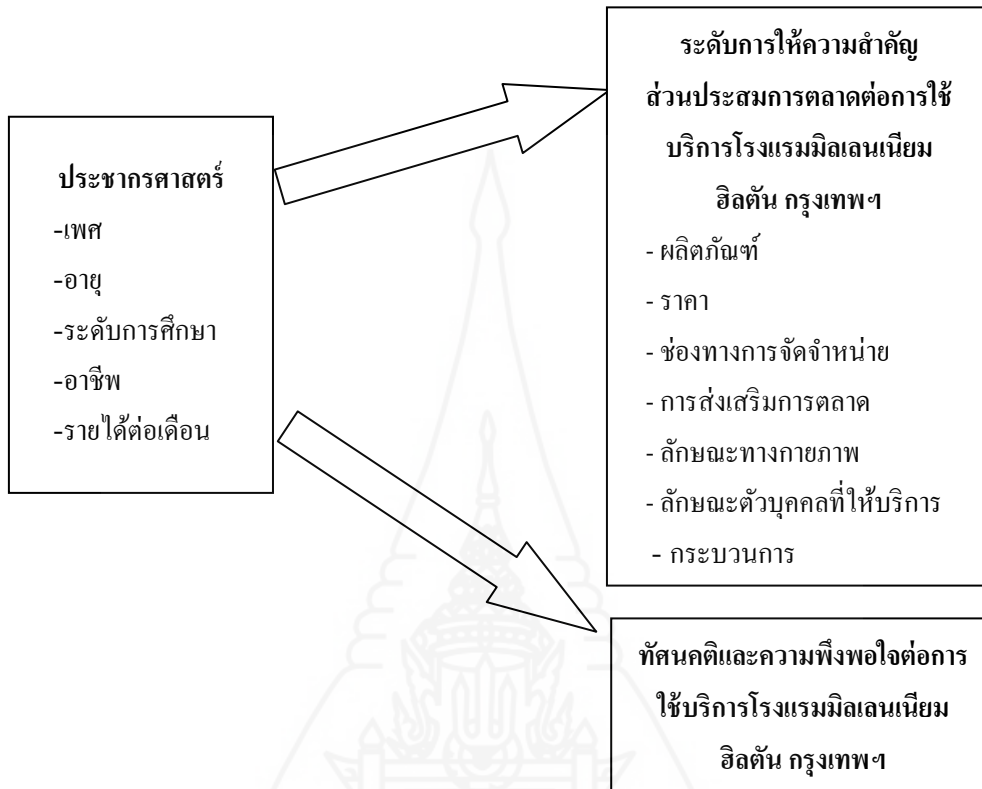 ประชากรศาสตร์
-เพศ
-อายุ
-ระดับการศึกษา
-อาชีพ
-รายได้ต่อเดือน
ระดับการให้ความสำคัญ
ส่วนประสมการตลาดต่อการใช้
บริการโรงแรมมิลเลนเนียม
ฮิลตัน กรุงเทพฯ
- ผลิตภัณฑ์
- ราคา
- ช่องทางการจัดจำหน่าย
- การส่งเสริมการตลาด
- ลักษณะทางกายภาพ
- ลักษณะตัวบุคคลที่ให้บริการ
- กระบวนการ
ทัศนคติและความพึงพอใจต่อการ
ใช้บริการโรงแรมมิลเลนเนียม
ฮิลตัน กรุงเทพฯ